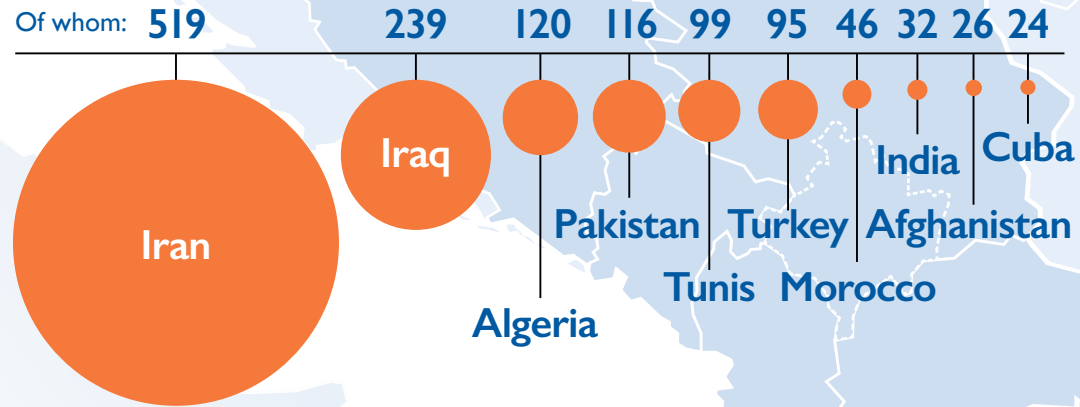 Of whom: 519 239 120 116 99 95 46 32 26 24
Iraq
India Cuba
Iran
Pakistan Turkey Afghanistan
Tunis Morocco
Algeria